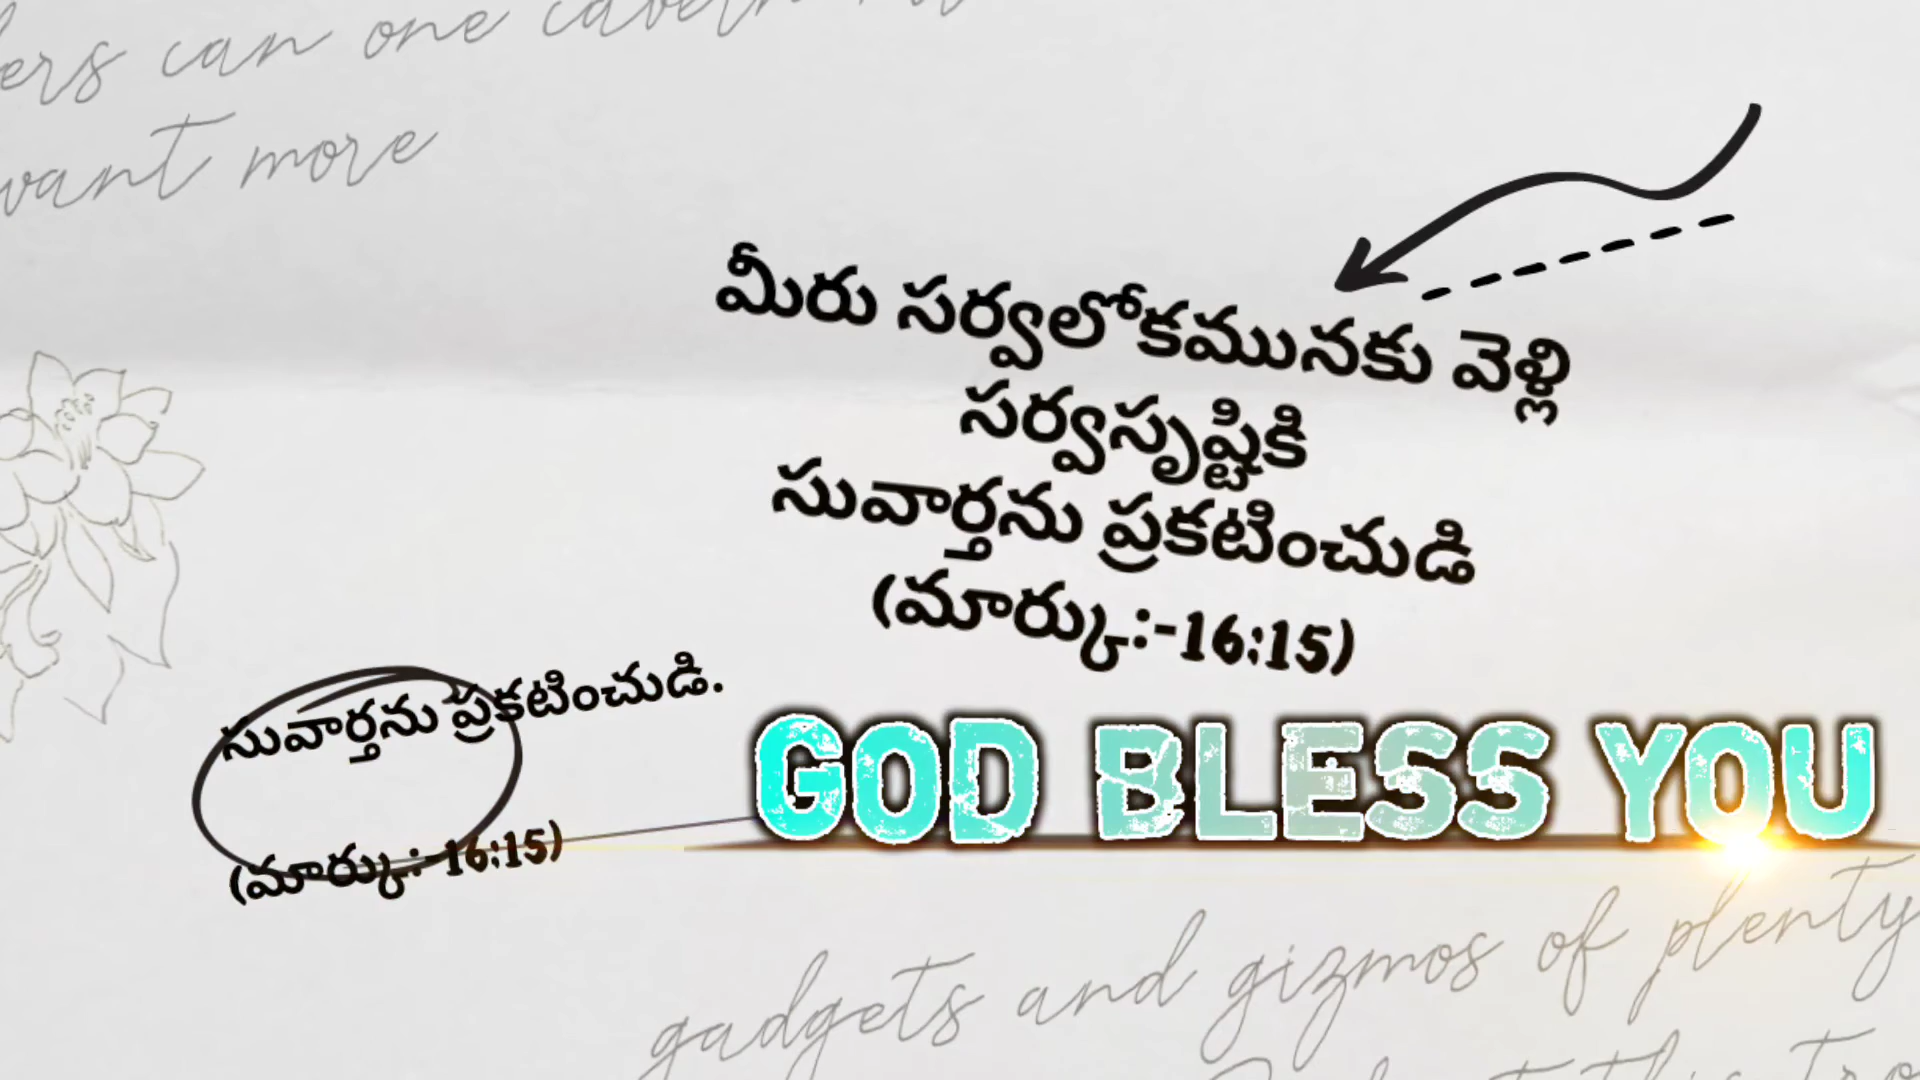 can one
want more
మీరు సర్వలోకమునకు వెళ్లి
సర్వసృష్టికి
సువార్తను ప్రకటించుడి
(మార్కు:-16:15)
సువార్తను ప్రకటించుడి.
(మార్కు:-16:15)
GOD BLESS YOU
gadgets and gizmos of plenty